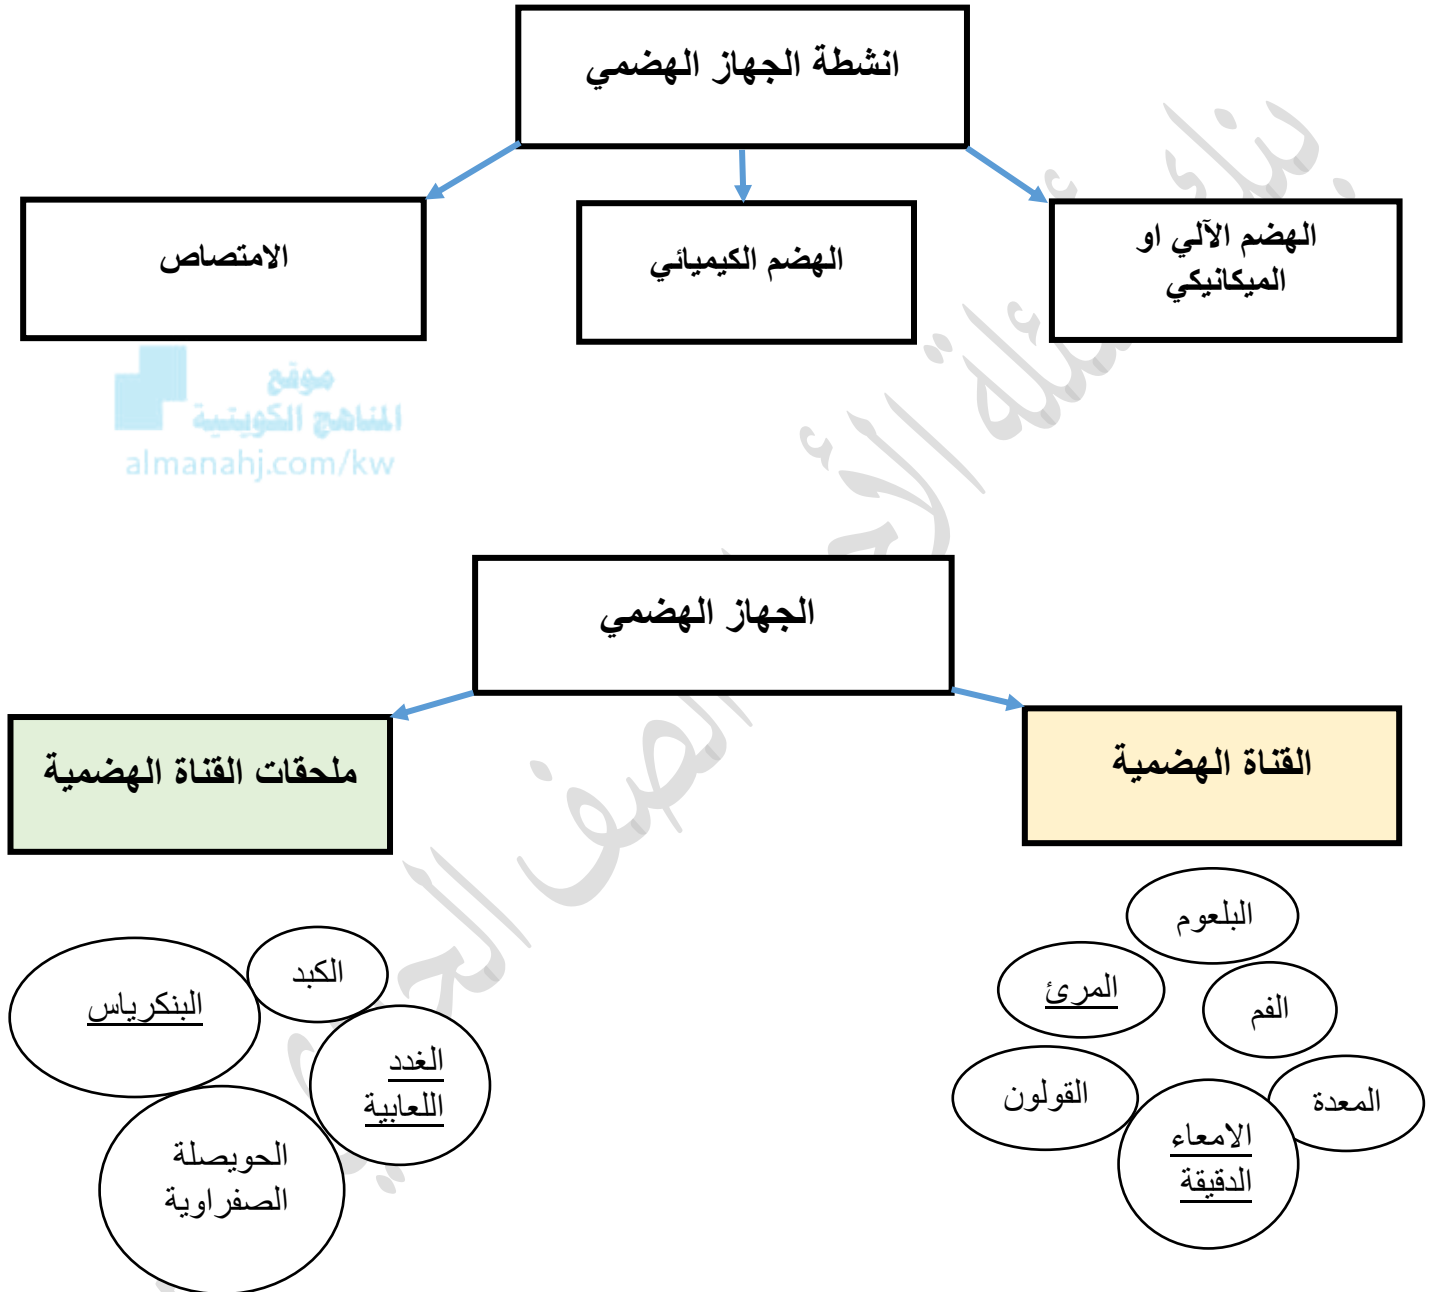 انشطة الجهاز الهضمي
الهضم الآلي او
الميكانيكي
الهضم الكيميائي
الامتصاص
موقع
المناهج الكويتية
almanahj.com/kw
الجهاز الهضمي
القناة الهضمية
ملحقات القناة الهضمية
البلعوم
المرئ
الفم
القولون
المعدة
الامعاء
الدقيقة
الكبد
البنكرياس
الغدد
اللعابية
الحويصلة
الصفراوية